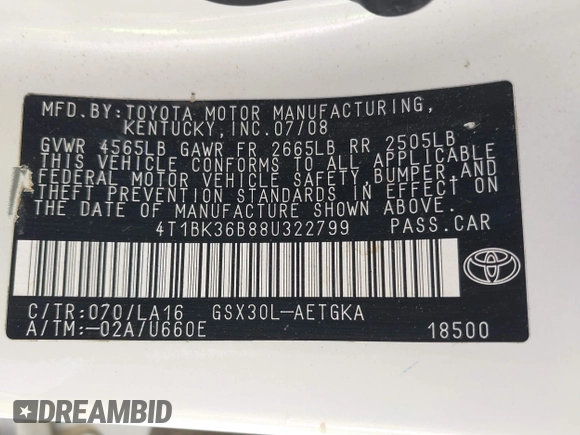 MFD.BY:TOYOTA MOTOR MANUFACTURING,
KENTUCKY,INC.07/08
GVWR 4565LB GAWR FR 2665LB RR 2505LB
THIS VEHICLE CONFORMS TO ALL APPLICABLE
FEDERAL MOTOR VEHICLE SAFETY,BUMPER,AND
THEFT PREVENTION STANDARDS IN EFFECT ON
THE DATE OF MANUFACTURE SHOWN ABOVE.
4T1BK36B88U322799 PASS.CAR
C/TR:070/LA16 GSX30L-AETGKA
A/TM:-02A/U660E 18500
DREAMBID